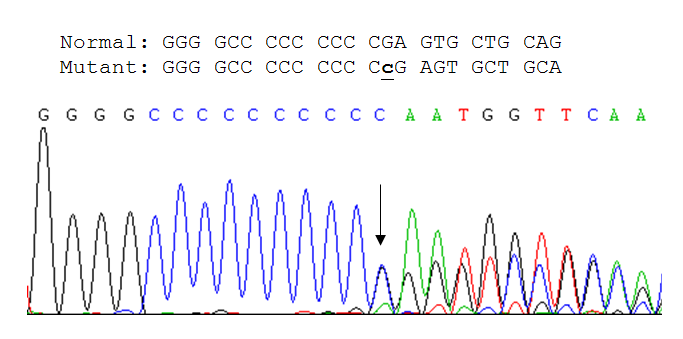 Normal: GGG GCC CCC CCC CGA GTG CTG CAG
Mutant: GGG GCC CCC CCC CcG AGT GCT GCA
G G G G C C C C C C C C C C A A T G G T T C A A